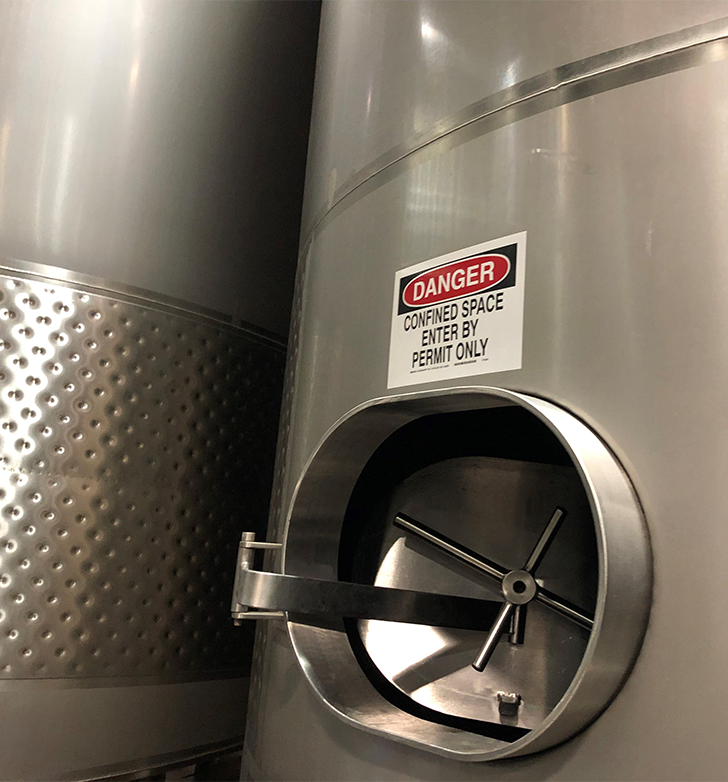 DANGER
CONFINED SPACE
ENTER BY
PERMIT ONLY